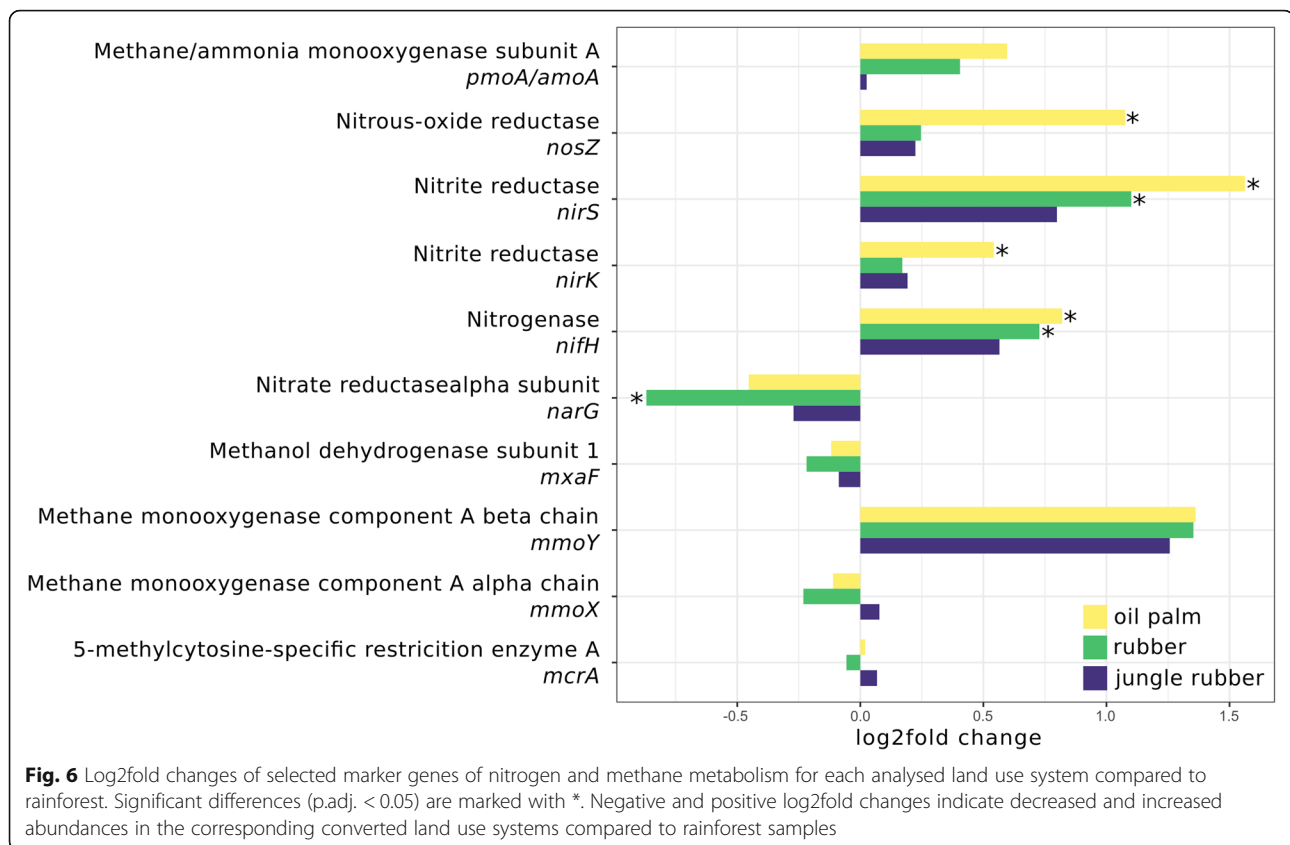 Methane/ammonia monooxygenase subunit A
pmoA/amoA
Nitrous-oxide reductase
nosZ
*
Nitrite reductase
nirS
*
*
Nitrite reductase
nirK
*
Nitrogenase
nifH
*
*
Nitrate reductasealpha subunit
narG
*
Methanol dehydrogenase subunit 1
mxaF
Methane monooxygenase component A beta chain
mmoY
Methane monooxygenase component A alpha chain
mmoX
5-methylcytosine-specific restricition enzyme A
mcrA
oil palm
rubber
jungle rubber
-0.5 0.0 0.5 1.0 1.5
log2fold change
Fig. 6 Log2fold changes of selected marker genes of nitrogen and methane metabolism for each analysed land use system compared to
rainforest. Significant differences (p.adj. < 0.05) are marked with *. Negative and positive log2fold changes indicate decreased and increased
abundances in the corresponding converted land use systems compared to rainforest samples